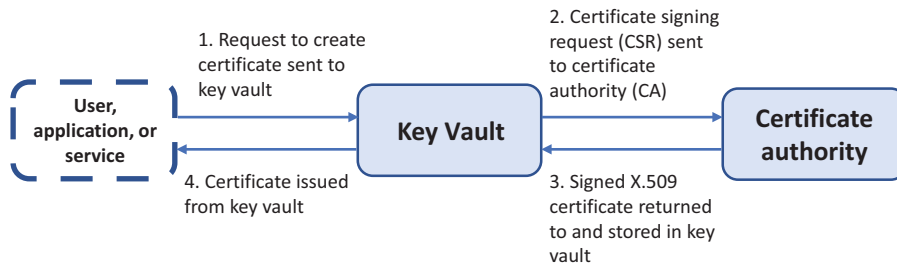 1. Request to create
certificate sent to
key vault
2. Certificate signing
request (CSR) sent
to certificate
authority (CA)
User,
application, or
service
Key Vault
Certificate
authority
4. Certificate issued
from key vault
3. Signed X.509
certificate returned
to and stored in key
vault